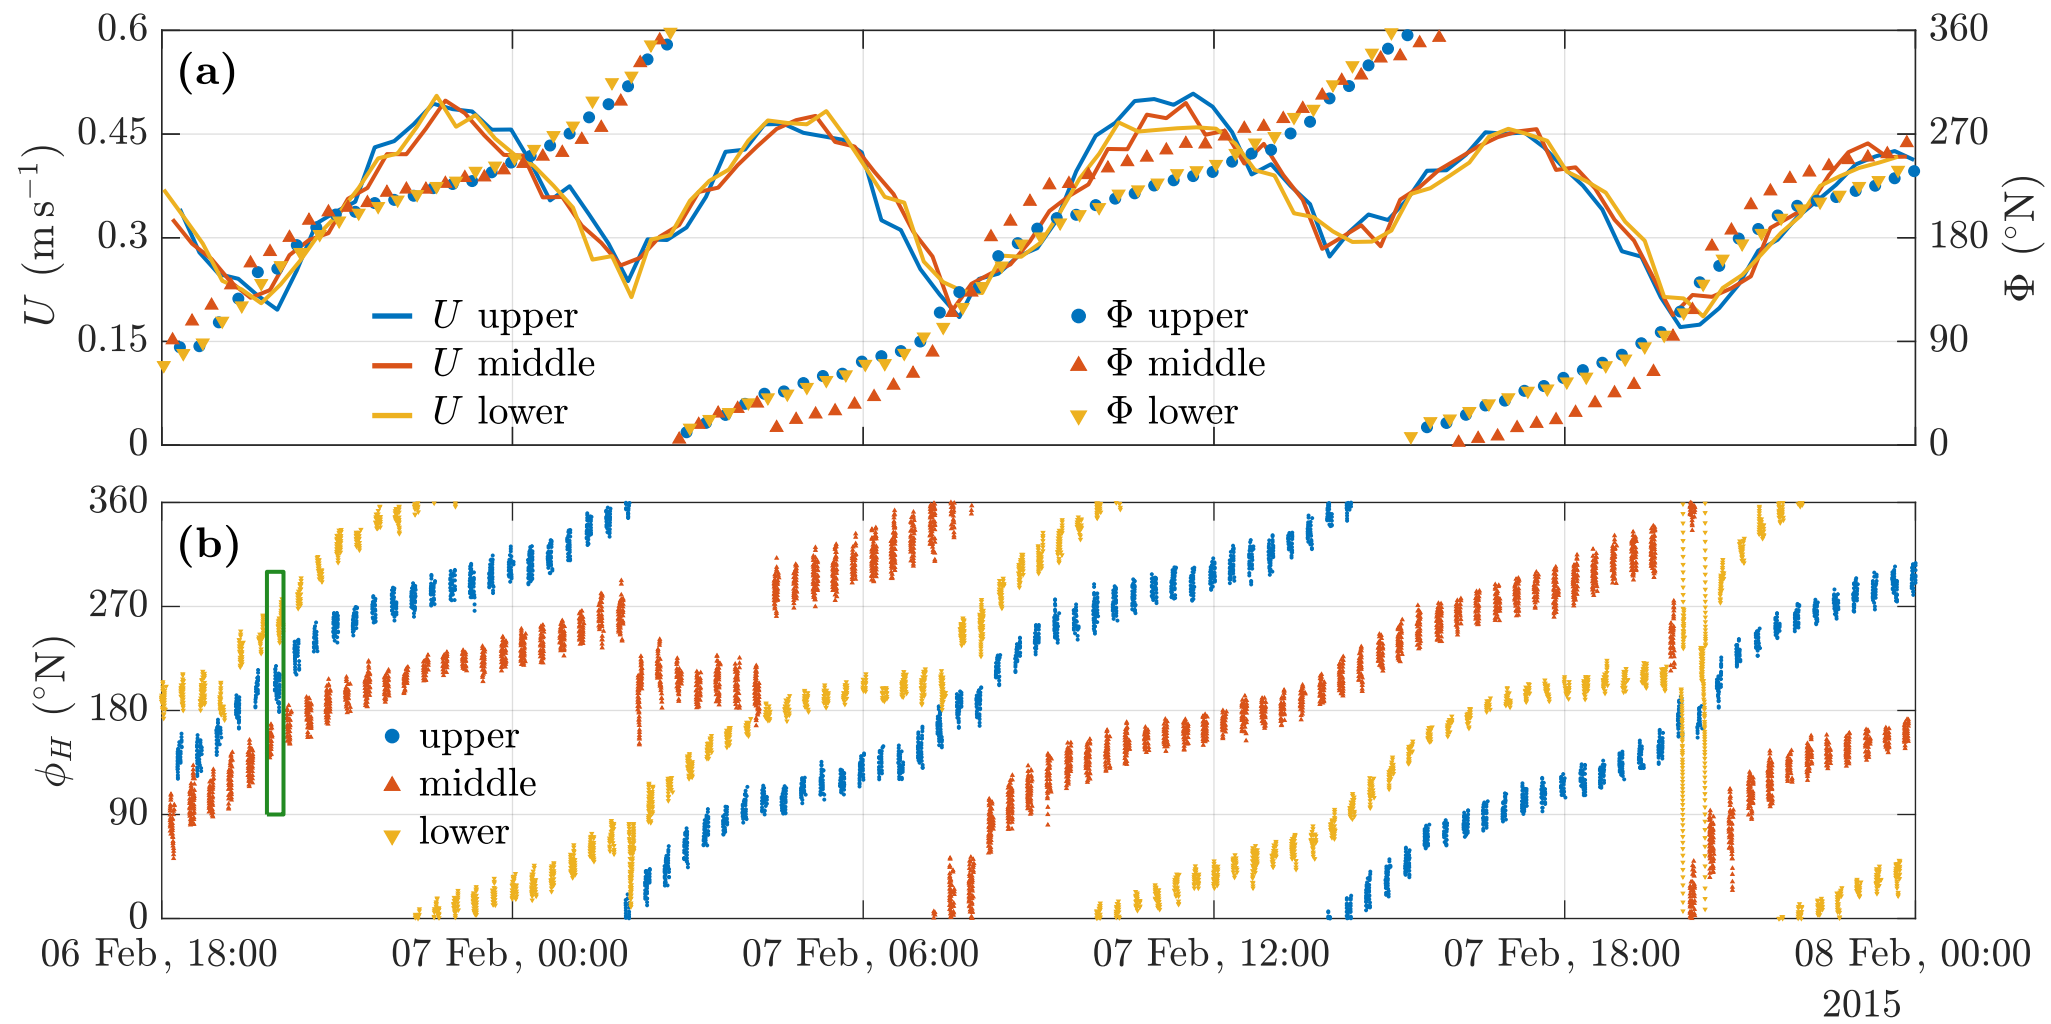 (a)
U (m s⁻¹)
0.6
0.45
0.3
0.15
0
Φ (°N)
360
270
180
90
0
U upper
U middle
U lower
Φ upper
Φ middle
Φ lower
(b)
ϕ_H (°N)
360
270
180
90
0
upper
middle
lower
06 Feb, 18:00 07 Feb, 00:00 07 Feb, 06:00 07 Feb, 12:00 07 Feb, 18:00 08 Feb, 00:00
2015